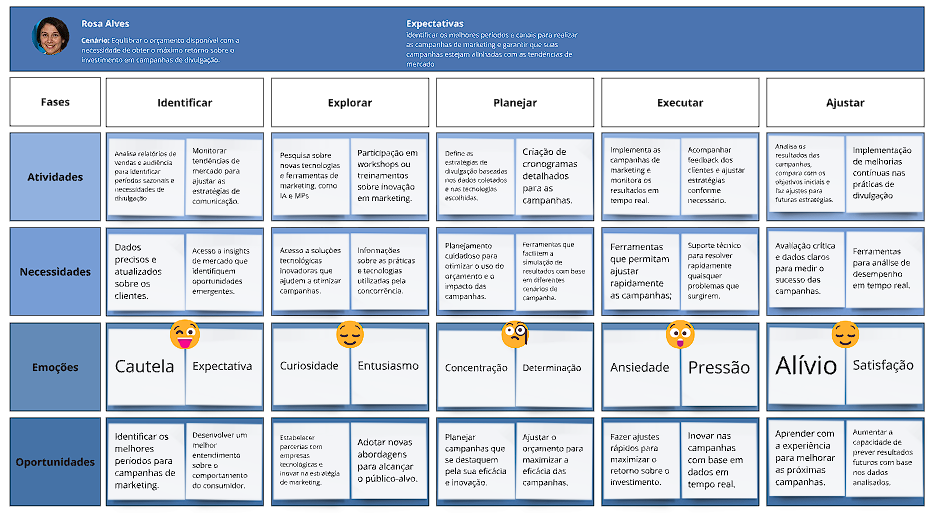 Rosa Alves
Cenário: Equilibrar o orçamento disponível com a
necessidade de obter o máximo retorno sobre o
investimento em campanhas de divulgação.
Expectativas
Identificar os melhores períodos e canais para realizar
as campanhas de marketing e garantir que suas
campanhas estejam alinhadas com as tendências de
mercado
Fases
Identificar
Explorar
Planejar
Executar
Ajustar
Atividades
Analisa relatórios de
vendas e audiência
para identificar
períodos sazonais e
necessidades de
divulgação
Monitorar
tendências de
mercado para
ajustar as
estratégias de
comunicação.
Pesquisa sobre
novas tecnologias
e ferramentas de
marketing, como
IA e MPs
Participação em
workshops ou
treinamentos
sobre inovação
em marketing.
Define as
estratégias de
divulgação baseadas
nos dados coletados
e nas tecnologias
escolhidas.
Criação de
cronogramas
detalhados
para as
campanhas.
Implementa as
campanhas de
marketing e
monitora os
resultados em
tempo real.
Acompanhar
feedback dos
clientes e ajustar
estratégias
conforme
necessário.
Analisa os
resultados das
campanhas,
compara com os
objetivos iniciais e
faz ajustes para
futuras estratégias.
Implementação
de melhorias
contínuas nas
práticas de
divulgação
Necessidades
Dados
precisos e
atualizados
sobre os
clientes.
Acesso a insights
de mercado que
identifiquem
oportunidades
emergentes.
Acesso a soluções
tecnológicas
inovadoras que
ajudem a otimizar
campanhas.
Informações
sobre as práticas
e tecnologias
utilizadas pela
concorrência.
Planejamento
cuidadoso para
otimizar o uso do
orçamento e o
impacto das
campanhas.
Ferramentas que
facilitem a
simulação de
resultados com base
em diferentes
cenários de
campanha.
Ferramentas
que permitam
ajustar
rapidamente
as campanhas;
Suporte técnico
para resolver
rapidamente
quaisquer
problemas que
surgirem.
Avaliação crítica
e dados claros
para medir o
sucesso das
campanhas.
Ferramentas
para análise de
desempenho
em tempo real.
Emoções
Cautela
Expectativa
Curiosidade
Entusiasmo
Concentração
Determinação
Ansiedade
Pressão
Alívio
Satisfação
Oportunidades
Identificar os
melhores
períodos para
campanhas de
marketing.
Desenvolver um
melhor
entendimento
sobre o
comportamento
do consumidor.
Estabelecer
parcerias com
empresas
tecnológicas e
inovar na estratégia
de marketing.
Adotar novas
abordagens
para alcançar
o público-alvo.
Planejar
campanhas que
se destaquem
pela sua eficácia
e inovação.
Ajustar o
orçamento para
maximizar a
eficácia das
campanhas.
Fazer ajustes
rápidos para
maximizar o
retorno sobre o
investimento.
Inovar nas
campanhas
com base em
dados em
tempo real.
Aprender com
a experiência
para melhorar
as próximas
campanhas.
Aumentar a
capacidade de
prever resultados
futuros com base
nos dados
analisados.